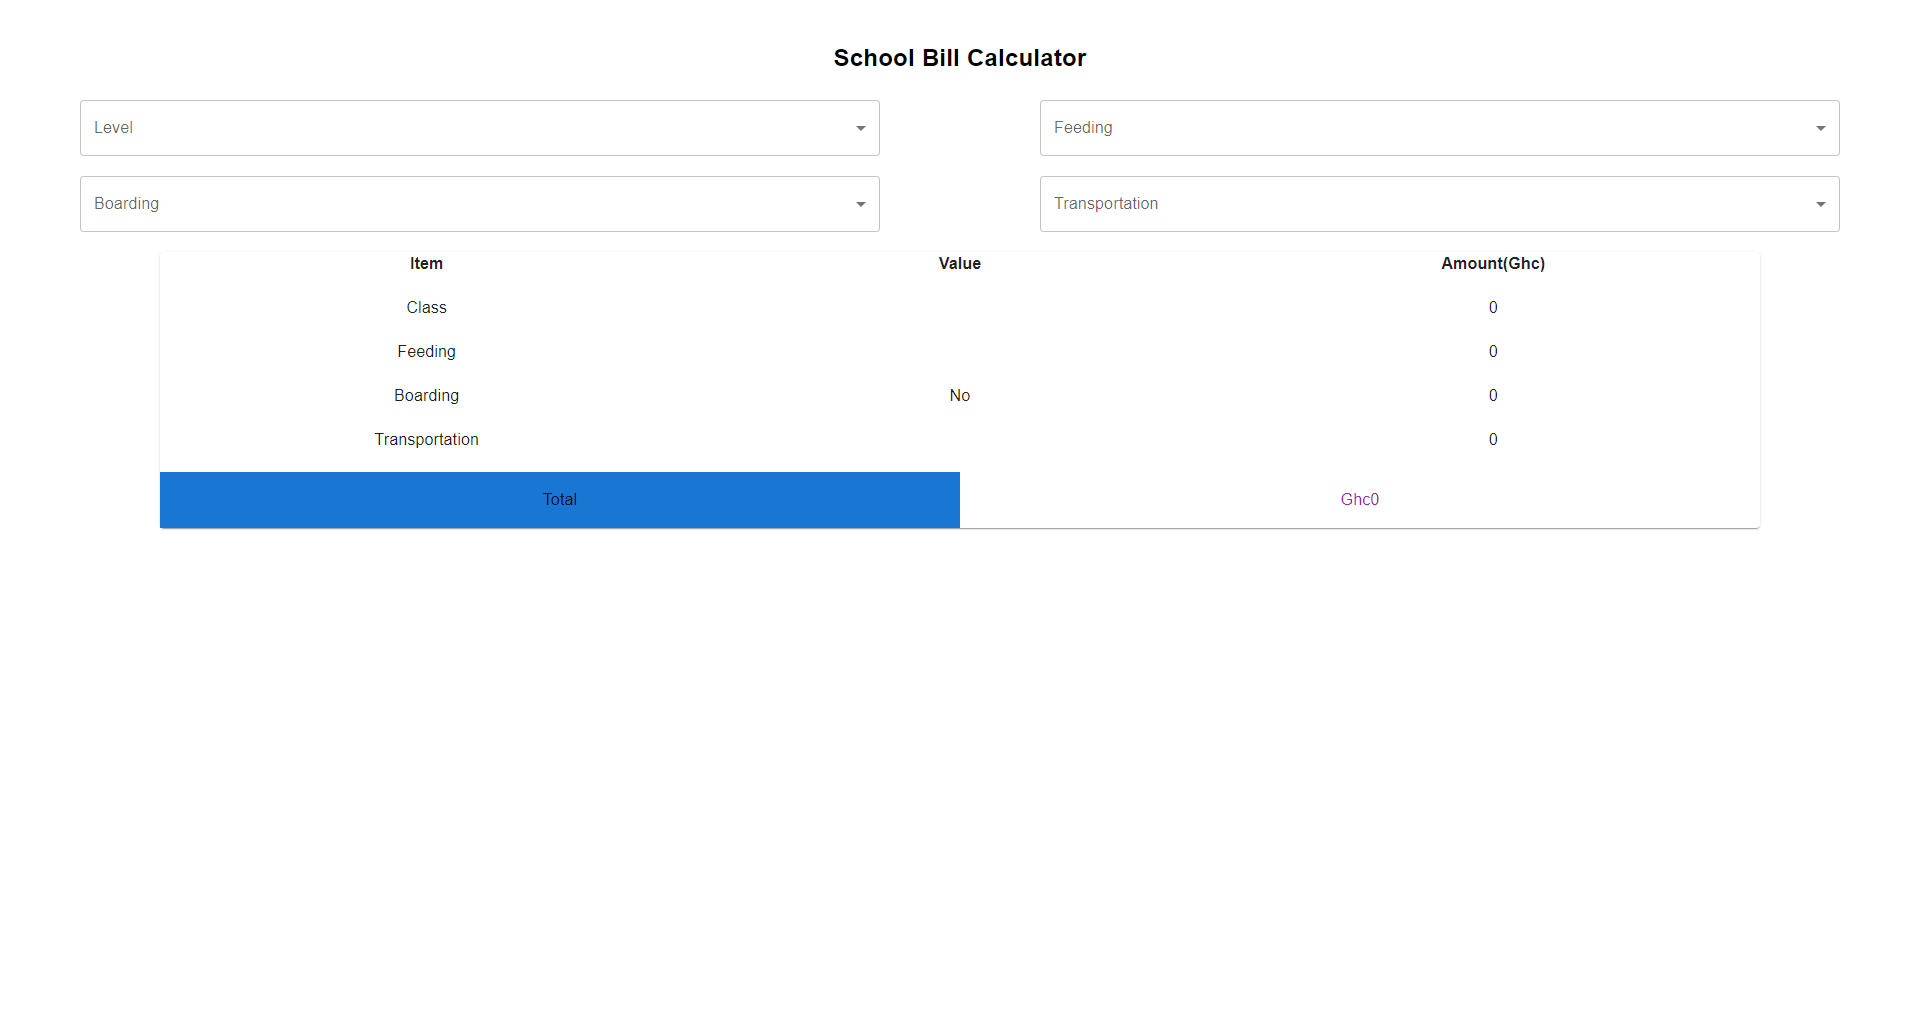 School Bill Calculator
Level
Feeding
Boarding
Transportation
Item Value Amount(Ghc)
Class 0
Feeding 0
Boarding No 0
Transportation 0
Total Ghc0